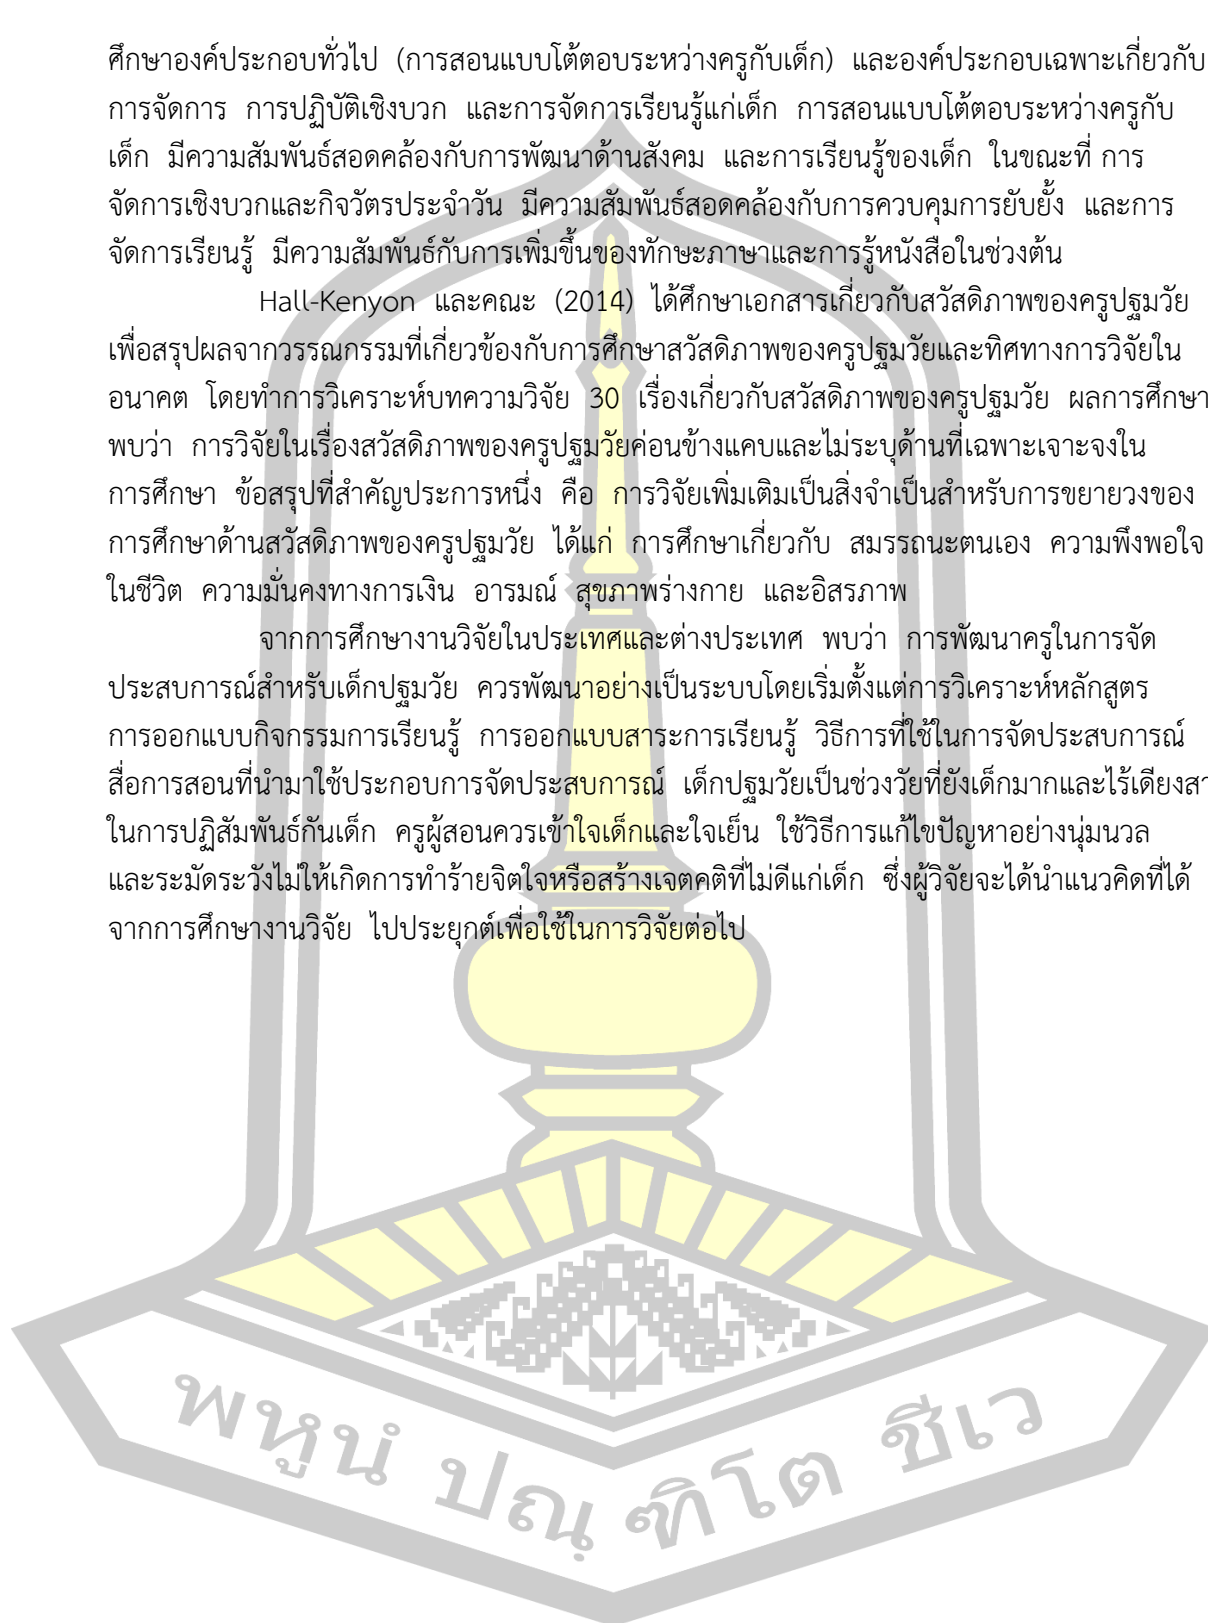 ศึกษาองค์ประกอบทั่วไป (การสอนแบบโต้ตอบระหว่างครูกับเด็ก) และองค์ประกอบเฉพาะเกี่ยวกับ
การจัดการ การปฏิบัติเชิงบวก และการจัดการเรียนรู้แก่เด็ก การสอนแบบโต้ตอบระหว่างครูกับ
เด็ก มีความสัมพันธ์สอดคล้องกับการพัฒนาด้านสังคม และการเรียนรู้ของเด็ก ในขณะที่ การ
จัดการเชิงบวกและกิจวัตรประจำวัน มีความสัมพันธ์สอดคล้องกับการควบคุมการยับยั้ง และการ
จัดการเรียนรู้ มีความสัมพันธ์กับการเพิ่มขึ้นของทักษะภาษาและการรู้หนังสือในช่วงต้น
Hall-Kenyon และคณะ (2014) ได้ศึกษาเอกสารเกี่ยวกับสวัสดิภาพของครูปฐมวัย
เพื่อสรุปผลจากวรรณกรรมที่เกี่ยวข้องกับการศึกษาสวัสดิภาพของครูปฐมวัยและทิศทางการวิจัยใน
อนาคต โดยทำการวิเคราะห์บทความวิจัย 30 เรื่องเกี่ยวกับสวัสดิภาพของครูปฐมวัย ผลการศึกษา
พบว่า การวิจัยในเรื่องสวัสดิภาพของครูปฐมวัยค่อนข้างแคบและไม่ระบุด้านที่เฉพาะเจาะจงใน
การศึกษา ข้อสรุปที่สำคัญประการหนึ่ง คือ การวิจัยเพิ่มเติมเป็นสิ่งจำเป็นสำหรับการขยายวงของ
การศึกษาด้านสวัสดิภาพของครูปฐมวัย ได้แก่ การศึกษาเกี่ยวกับ สมรรถนะตนเอง ความพึงพอใจ
ในชีวิต ความมั่นคงทางการเงิน อารมณ์ สุขภาพร่างกาย และอิสรภาพ
จากการศึกษางานวิจัยในประเทศและต่างประเทศ พบว่า การพัฒนาครูในการจัด
ประสบการณ์สำหรับเด็กปฐมวัย ควรพัฒนาอย่างเป็นระบบโดยเริ่มตั้งแต่การวิเคราะห์หลักสูตร
การออกแบบกิจกรรมการเรียนรู้ การออกแบบสาระการเรียนรู้ วิธีการที่ใช้ในการจัดประสบการณ์
สื่อการสอนที่นำมาใช้ประกอบการจัดประสบการณ์ เด็กปฐมวัยเป็นช่วงวัยที่ยังเด็กมากและไร้เดียงสา
ในการปฏิสัมพันธ์กันเด็ก ครูผู้สอนควรเข้าใจเด็กและใจเย็น ใช้วิธีการแก้ไขปัญหาอย่างนุ่มนวล
และระมัดระวังไม่ให้เกิดการทำร้ายจิตใจหรือสร้างเจตคติที่ไม่ดีแก่เด็ก ซึ่งผู้วิจัยจะได้นำแนวคิดที่ได้
จากการศึกษางานวิจัย ไปประยุกต์เพื่อใช้ในการวิจัยต่อไป
พหูนํ ปณฺฑิโต ชีเว